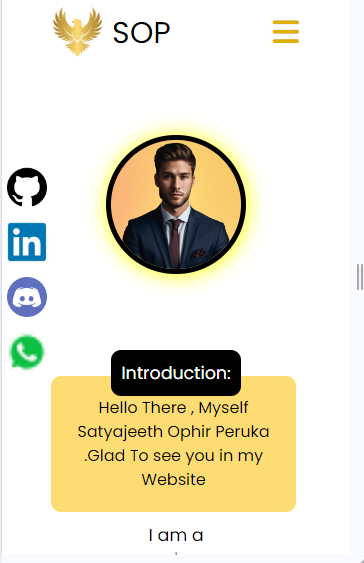 SOP
in
Introduction:
Hello There , Myself
Satyajeeth Ophir Peruka
.Glad To see you in my
Website
I am a